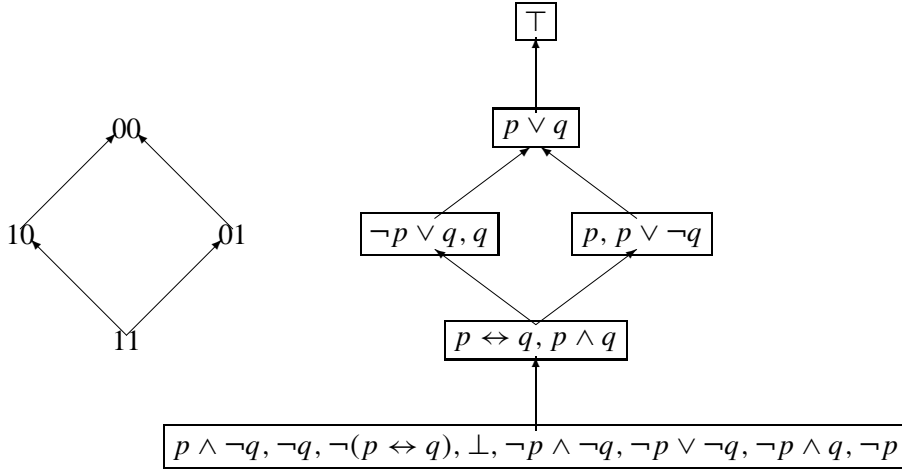 ⊤
00
p ∨ q
10
01
¬p ∨ q, q
p, p ∨ ¬q
11
p ↔ q, p ∧ q
p ∧ ¬q, ¬q, ¬(p ↔ q), ⊥, ¬p ∧ ¬q, ¬p ∨ ¬q, ¬p ∧ q, ¬p